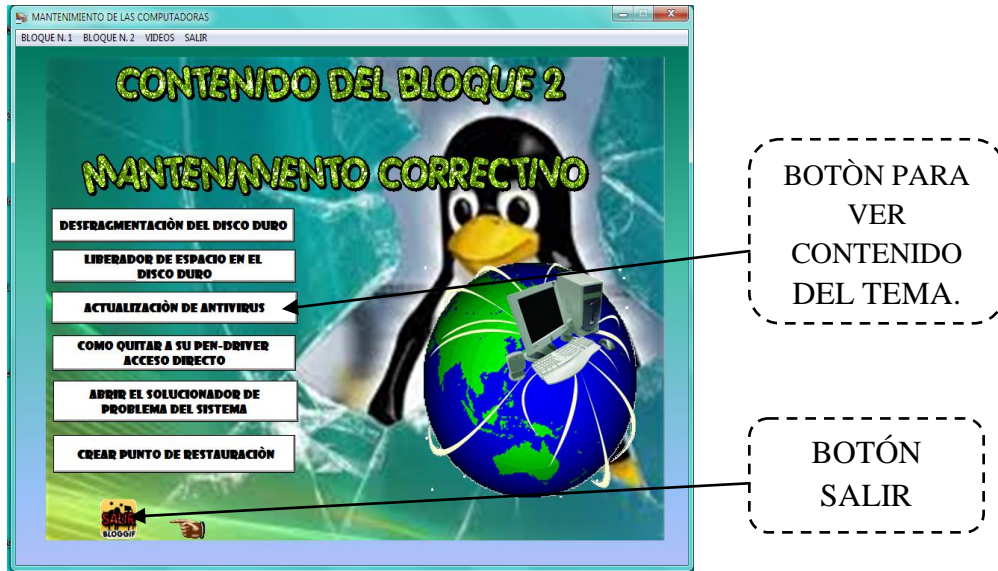 MANTENIMIENTO DE LAS COMPUTADORAS
BLOQUE N. 1 BLOQUE N. 2 VIDEOS SALIR
CONTENIDO DEL BLOQUE 2
MANTENIMIENTO CORRECTIVO
DESFRAGMENTACIÒN DEL DISCO DURO
LIBERADOR DE ESPACIO EN EL
DISCO DURO
ACTUALIZACIÒN DE ANTIVIRUS
COMO QUITAR A SU PEN-DRIVER
ACCESO DIRECTO
ABRIR EL SOLUCIONADOR DE
PROBLEMA DEL SISTEMA
CREAR PUNTO DE RESTAURACIÒN
SALIR
BLOGGIF
BOTÒN PARA
VER
CONTENIDO
DEL TEMA.
BOTÓN
SALIR